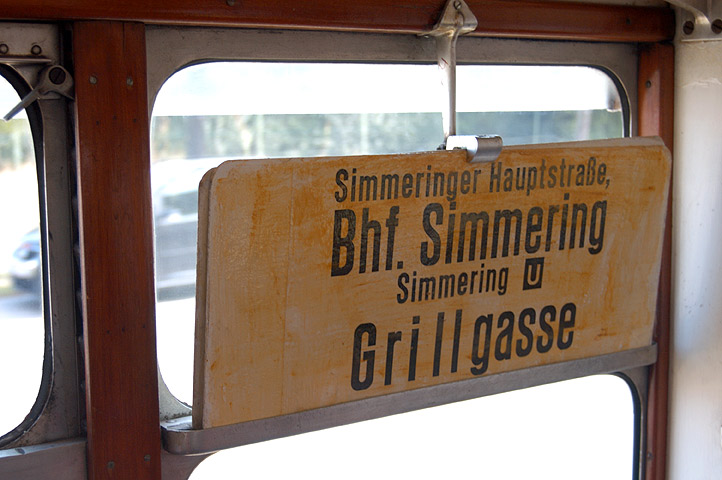 Simmeringer Hauptstraße,
Bhf. Simmering
Simmering U
Grillgasse